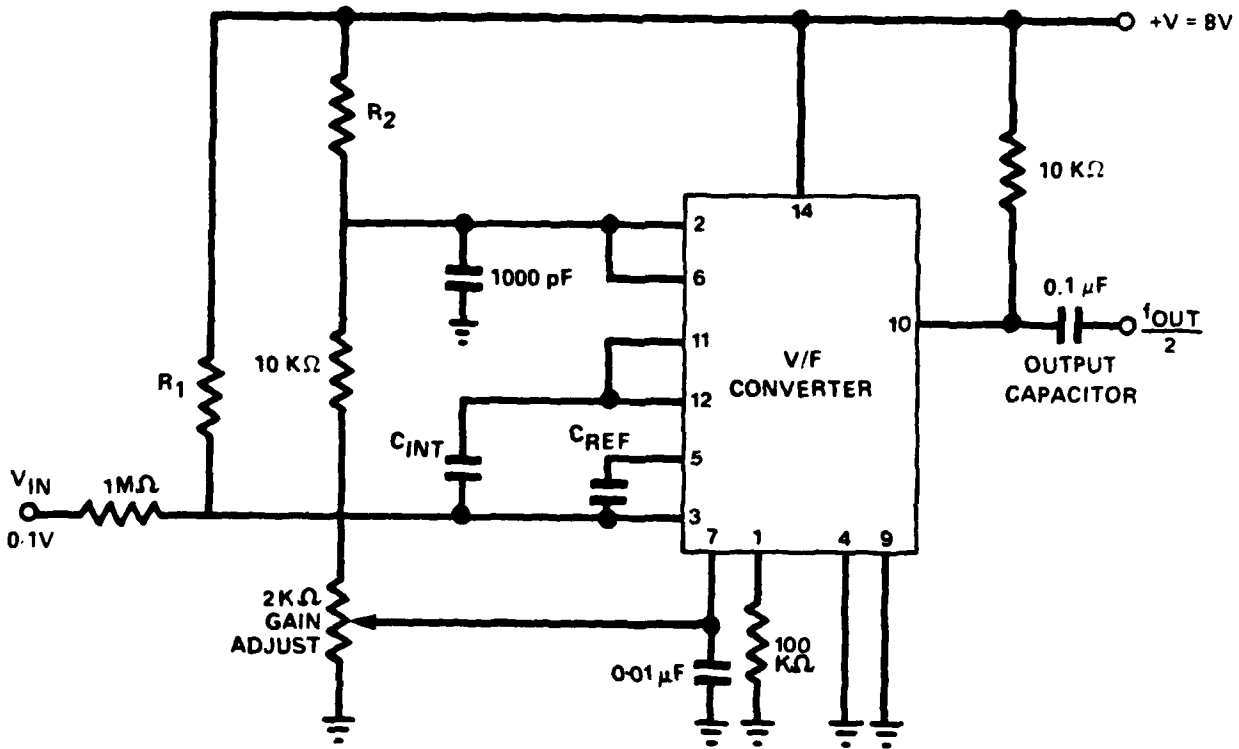 +V = 8V
R2
10 KΩ
14
2
1000 pF
6
0.1 μF
10
fOUT
2
11
V/F
CONVERTER
OUTPUT
CAPACITOR
10 KΩ
R1
12
CINT
CREF
5
VIN
1MΩ
3
0.1V
7
1
4
9
2KΩ
GAIN
ADJUST
0.01 μF
100
KΩ